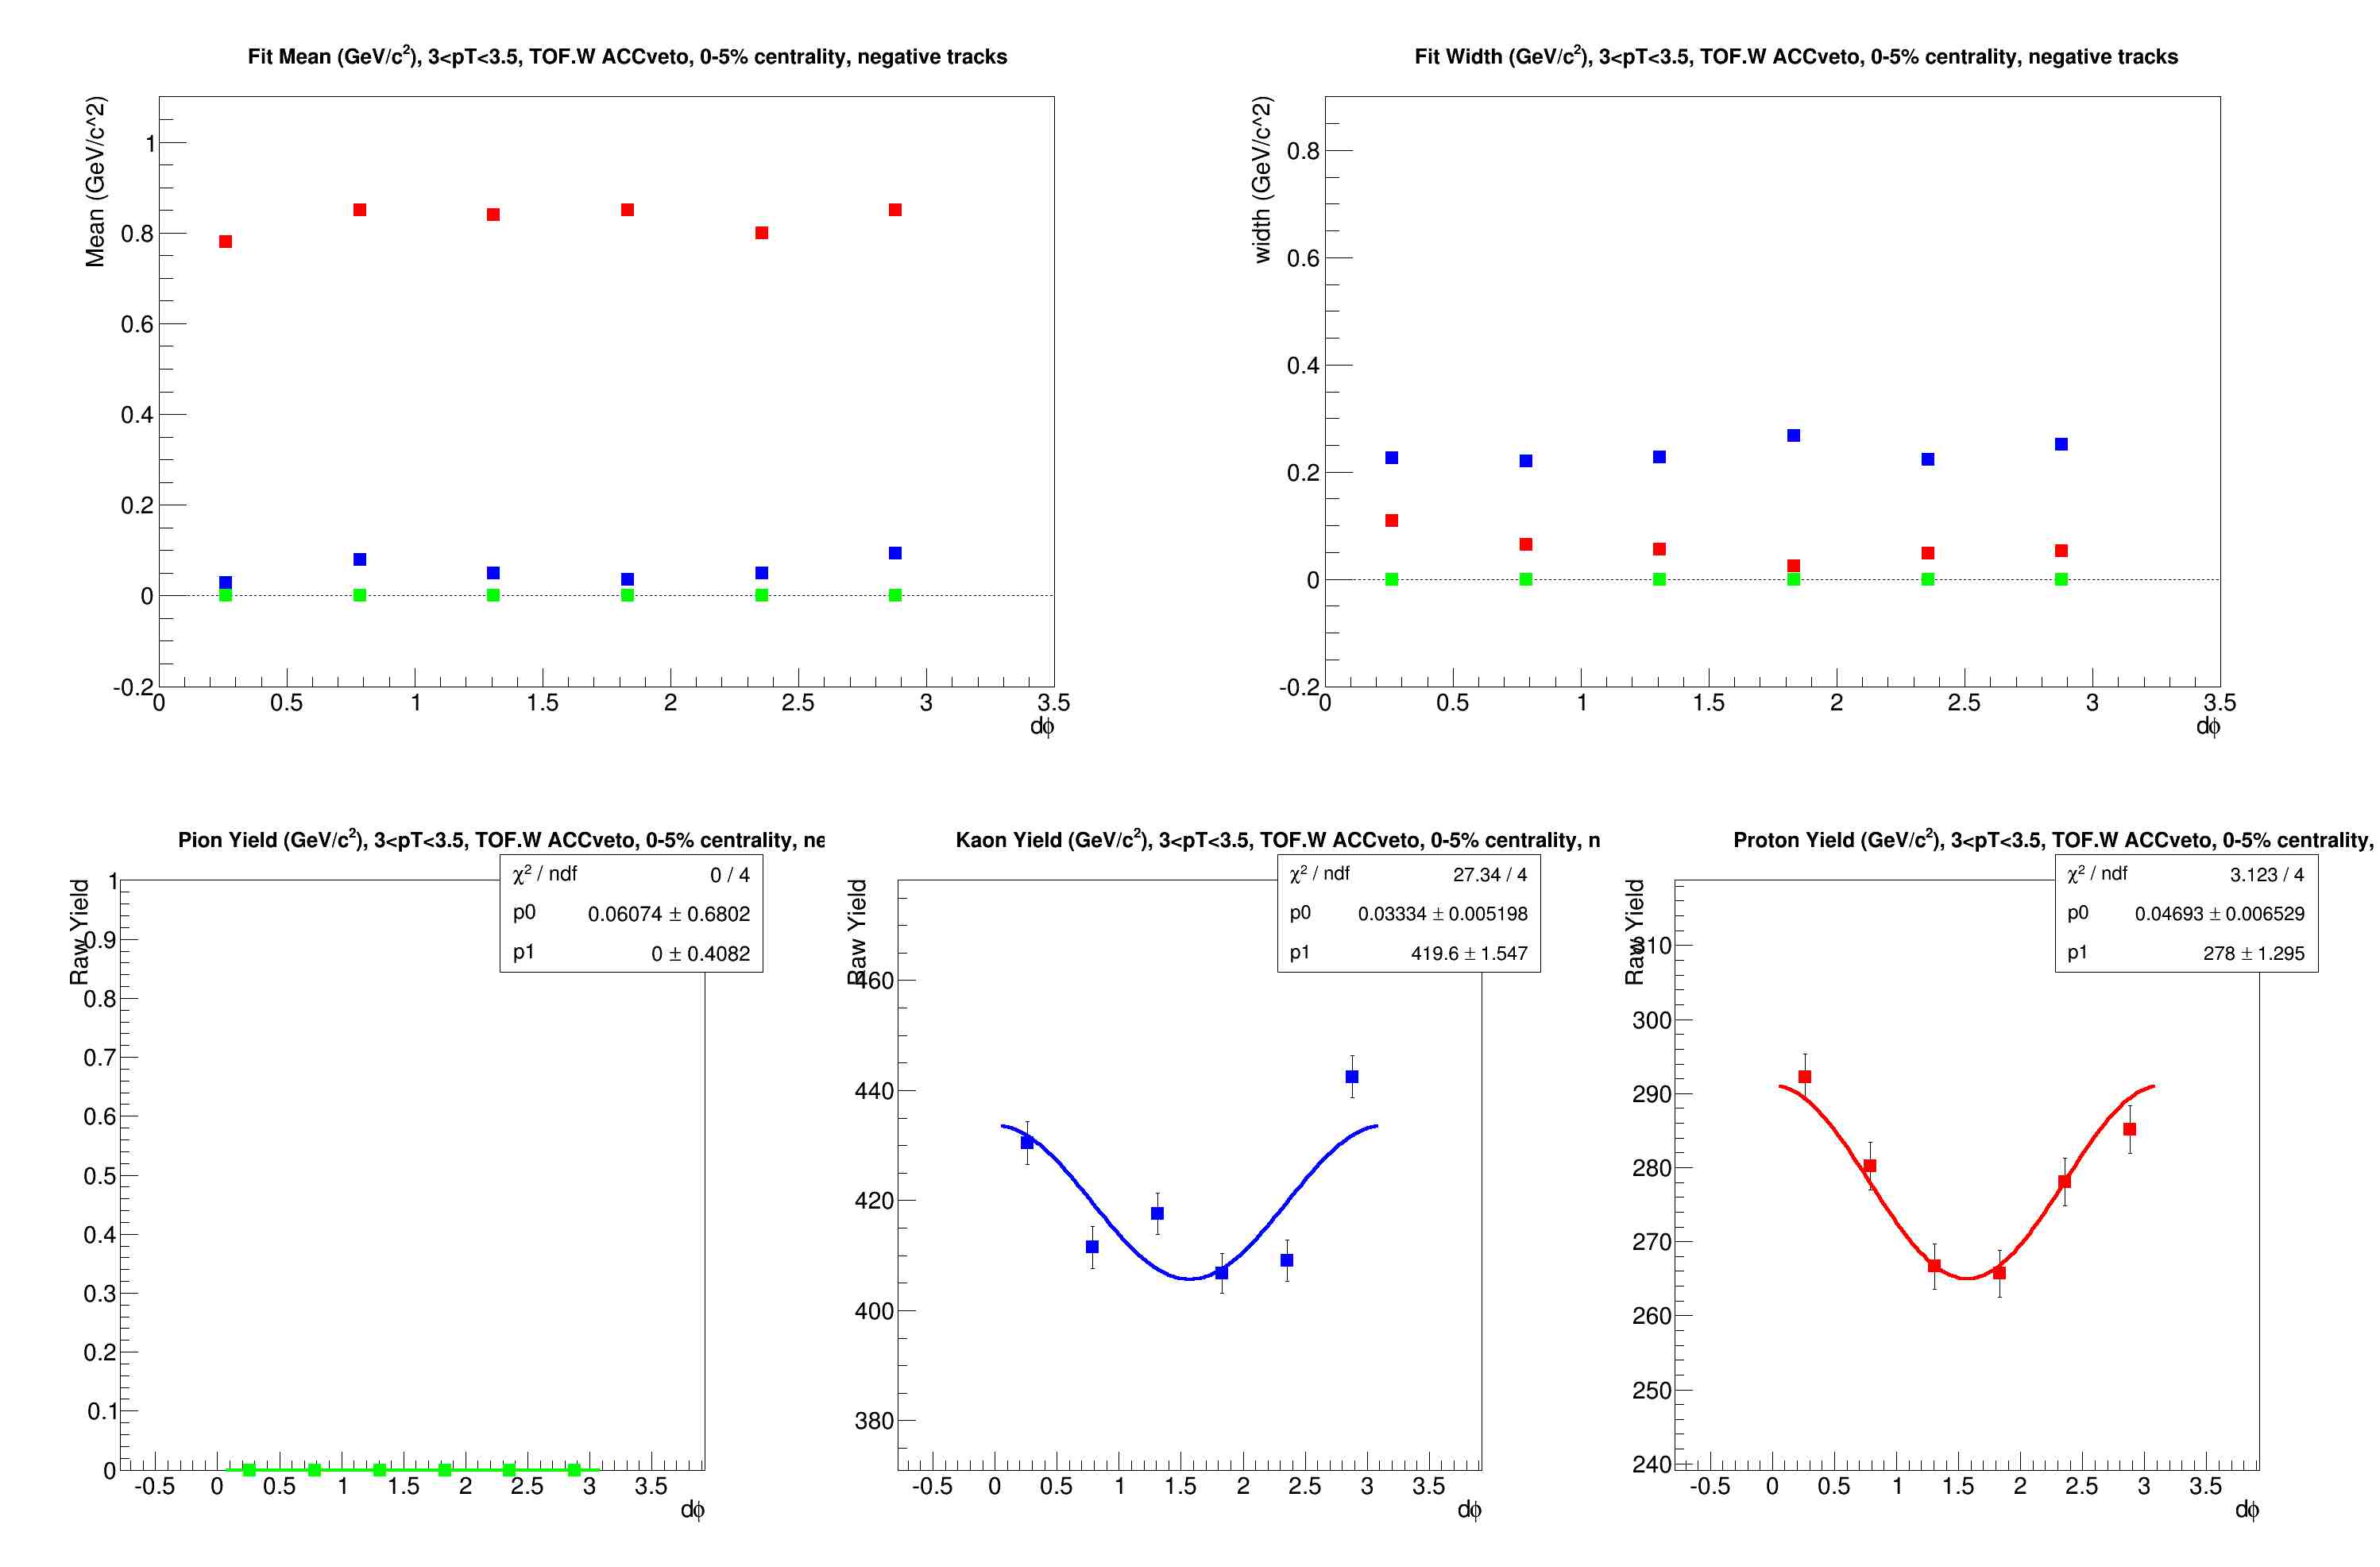 Fit Mean (GeV/c²), 3<pT<3.5, TOF.W ACCveto, 0-5% centrality, negative tracks
Mean (GeV/c^2)
1
0.8
0.6
0.4
0.2
0
-0.2
0 0.5 1 1.5 2 2.5 3 3.5
dϕ
Fit Width (GeV/c²), 3<pT<3.5, TOF.W ACCveto, 0-5% centrality, negative tracks
width (GeV/c^2)
0.8
0.6
0.4
0.2
0
-0.2
0 0.5 1 1.5 2 2.5 3 3.5
dϕ
Pion Yield (GeV/c²), 3<pT<3.5, TOF.W ACCveto, 0-5% centrality, ne
χ² / ndf 0 / 4
p0 0.06074 ± 0.6802
p1 0 ± 0.4082
Raw Yield
1
0.9
0.8
0.7
0.6
0.5
0.4
0.3
0.2
0.1
0
-0.5 0 0.5 1 1.5 2 2.5 3 3.5
dϕ
Kaon Yield (GeV/c²), 3<pT<3.5, TOF.W ACCveto, 0-5% centrality, n
χ² / ndf 27.34 / 4
p0 0.03334 ± 0.005198
p1 419.6 ± 1.547
Raw Yield
460
440
420
400
380
-0.5 0 0.5 1 1.5 2 2.5 3 3.5
dϕ
Proton Yield (GeV/c²), 3<pT<3.5, TOF.W ACCveto, 0-5% centrality,
χ² / ndf 3.123 / 4
p0 0.04693 ± 0.006529
p1 278 ± 1.295
Raw Yield
310
300
290
280
270
260
250
240
-0.5 0 0.5 1 1.5 2 2.5 3 3.5
dϕ